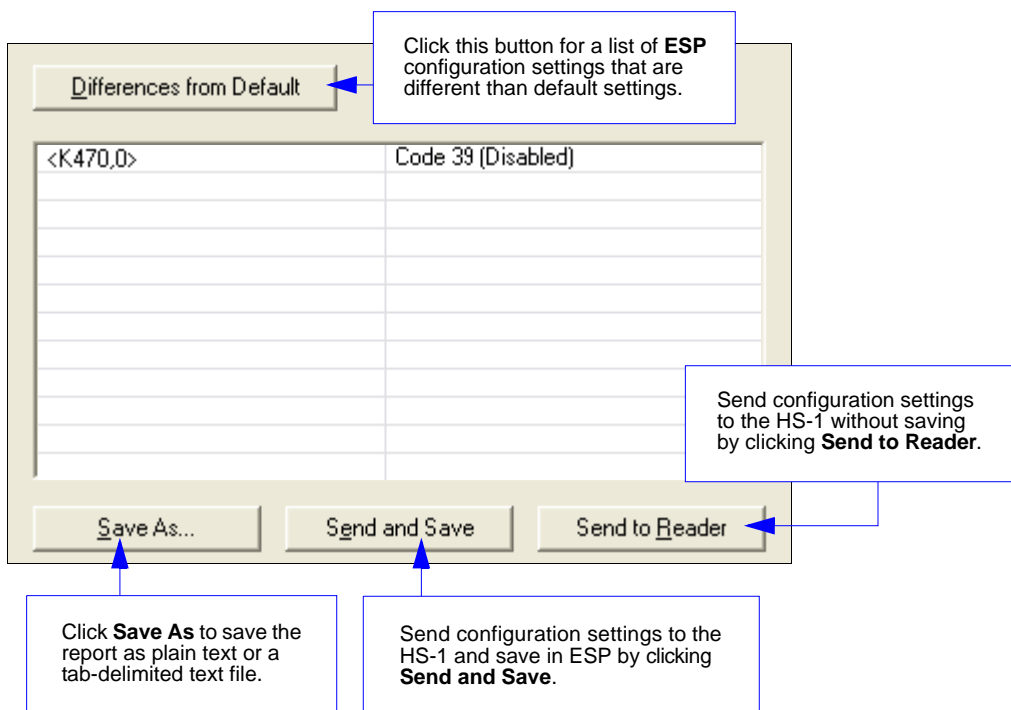 Click this button for a list of ESP
configuration settings that are
different than default settings.
Differences from Default
<K470,0> Code 39 (Disabled)
Send configuration settings
to the HS-1 without saving
by clicking Send to Reader.
Save As... Send and Save Send to Reader
Click Save As to save the
report as plain text or a
tab-delimited text file.
Send configuration settings to the
HS-1 and save in ESP by clicking
Send and Save.